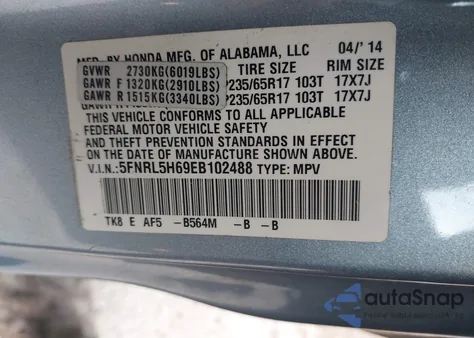 MFD. BY HONDA MFG. OF ALABAMA, LLC 04/'14
GVWR 2730KG(6019LBS) TIRE SIZE RIM SIZE
GAWR F 1320KG(2910LBS) P235/65R17 103T 17X7J
GAWR R 1515KG(3340LBS) P235/65R17 103T 17X7J
THIS VEHICLE CONFORMS TO ALL APPLICABLE
FEDERAL MOTOR VEHICLE SAFETY
AND THEFT PREVENTION STANDARDS IN EFFECT
ON THE DATE OF MANUFACTURE SHOWN ABOVE.
V.I.N.:5FNRL5H69EB102488 TYPE: MPV
TK8 E AF5 -B564M -B -B
autoSnap